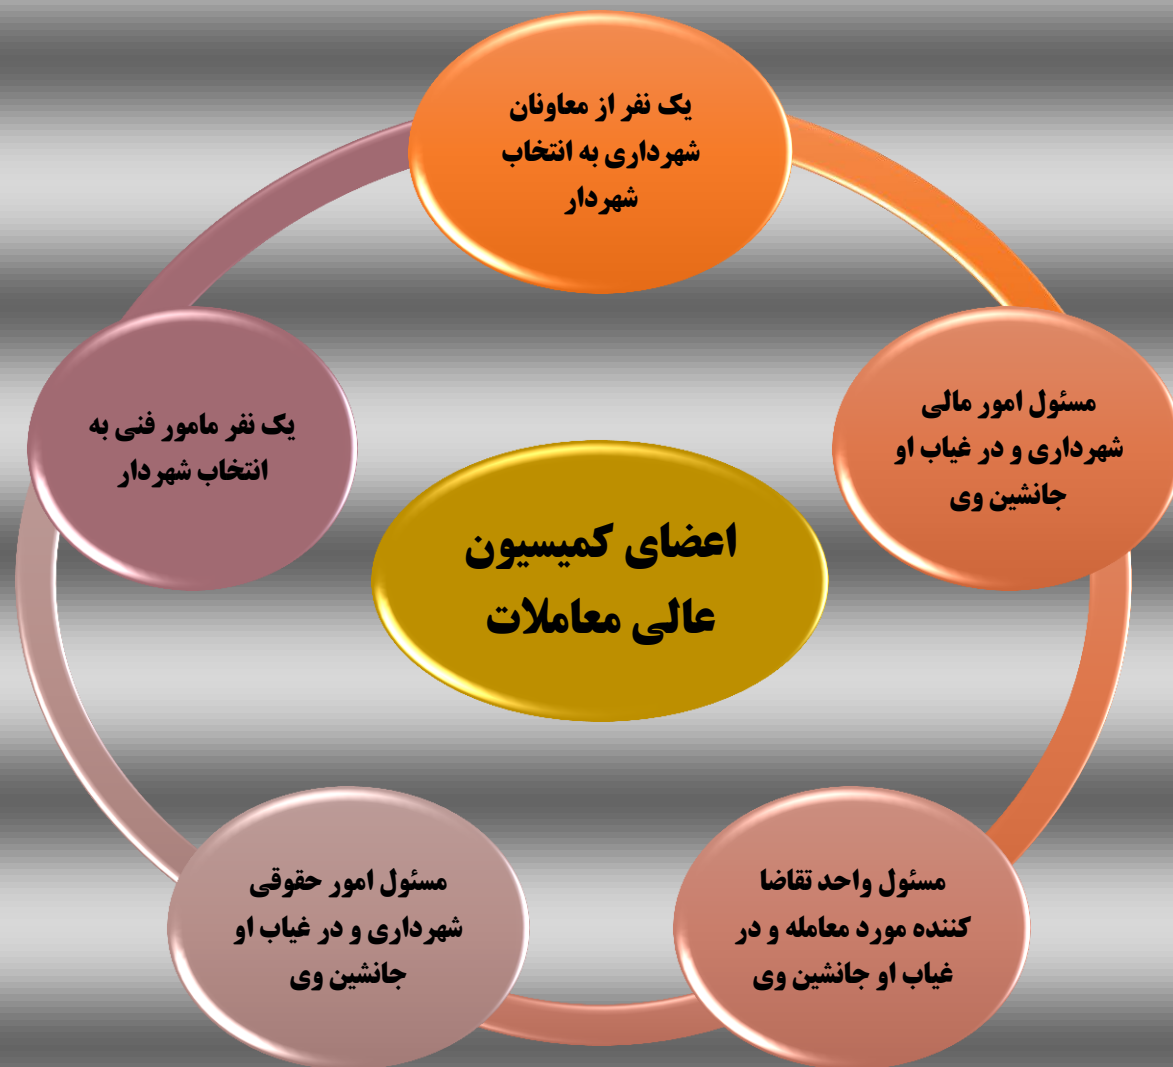 یک نفر از معاونان
شهرداری به انتخاب
شهردار
مسئول امور مالی
شهرداری و در غیاب او
جانشین وی
یک نفر مامور فنی به
انتخاب شهردار
اعضای کمیسیون
عالی معاملات
مسئول واحد تقاضا
کننده مورد معامله و در
غیاب او جانشین وی
مسئول امور حقوقی
شهرداری و در غیاب او
جانشین وی